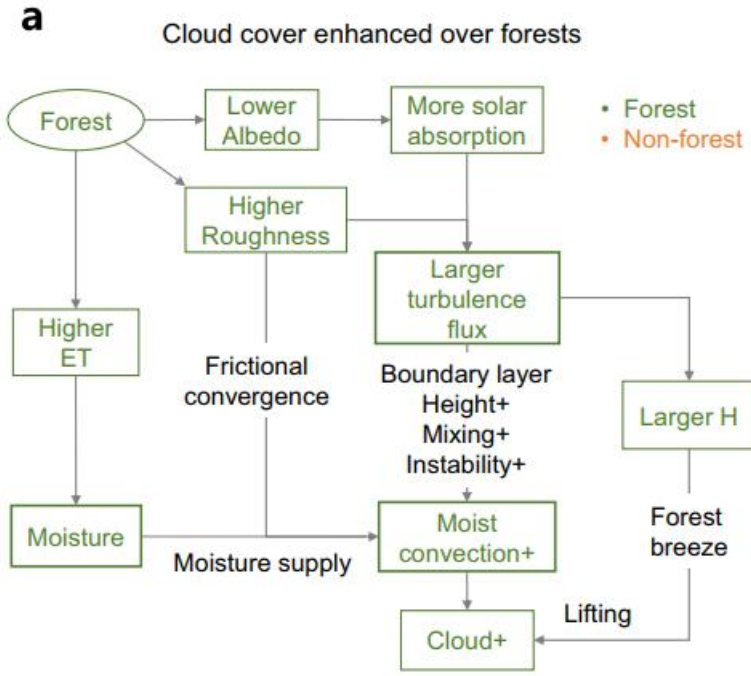 a
Cloud cover enhanced over forests
Forest
Lower
Albedo
More solar
absorption
• Forest
• Non-forest
Higher
Roughness
Larger
turbulence
flux
Higher
ET
Frictional
convergence
Boundary layer
Height+
Mixing+
Instability+
Larger H
Moisture
Moisture supply
Moist
convection+
Forest
breeze
Lifting
Cloud+